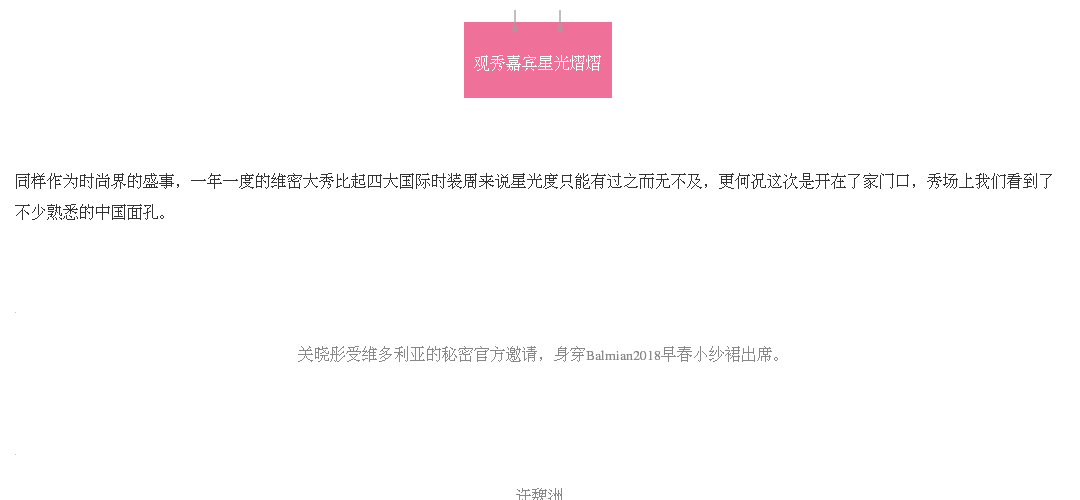 观秀嘉宾星光熠熠
同样作为时尚界的盛事，一年一度的维密大秀比起四大国际时装周来说星光度只能有过之而无不及，更何况这次是开在了家门口，秀场上我们看到了
不少熟悉的中国面孔。
关晓彤受维多利亚的秘密官方邀请，身穿Balmian2018早春小纱裙出席。
许魏洲